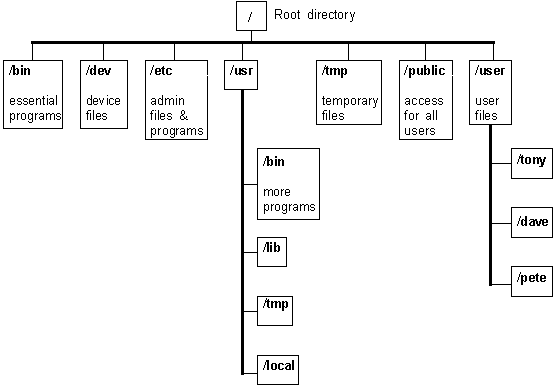 / Root directory
/bin
essential
programs
/dev
device
files
/etc
admin
files &
programs
/usr
/tmp
temporary
files
/public
access
for all
users
/user
user
files
/bin
more
programs
/lib
/tmp
/local
/tony
/dave
/pete